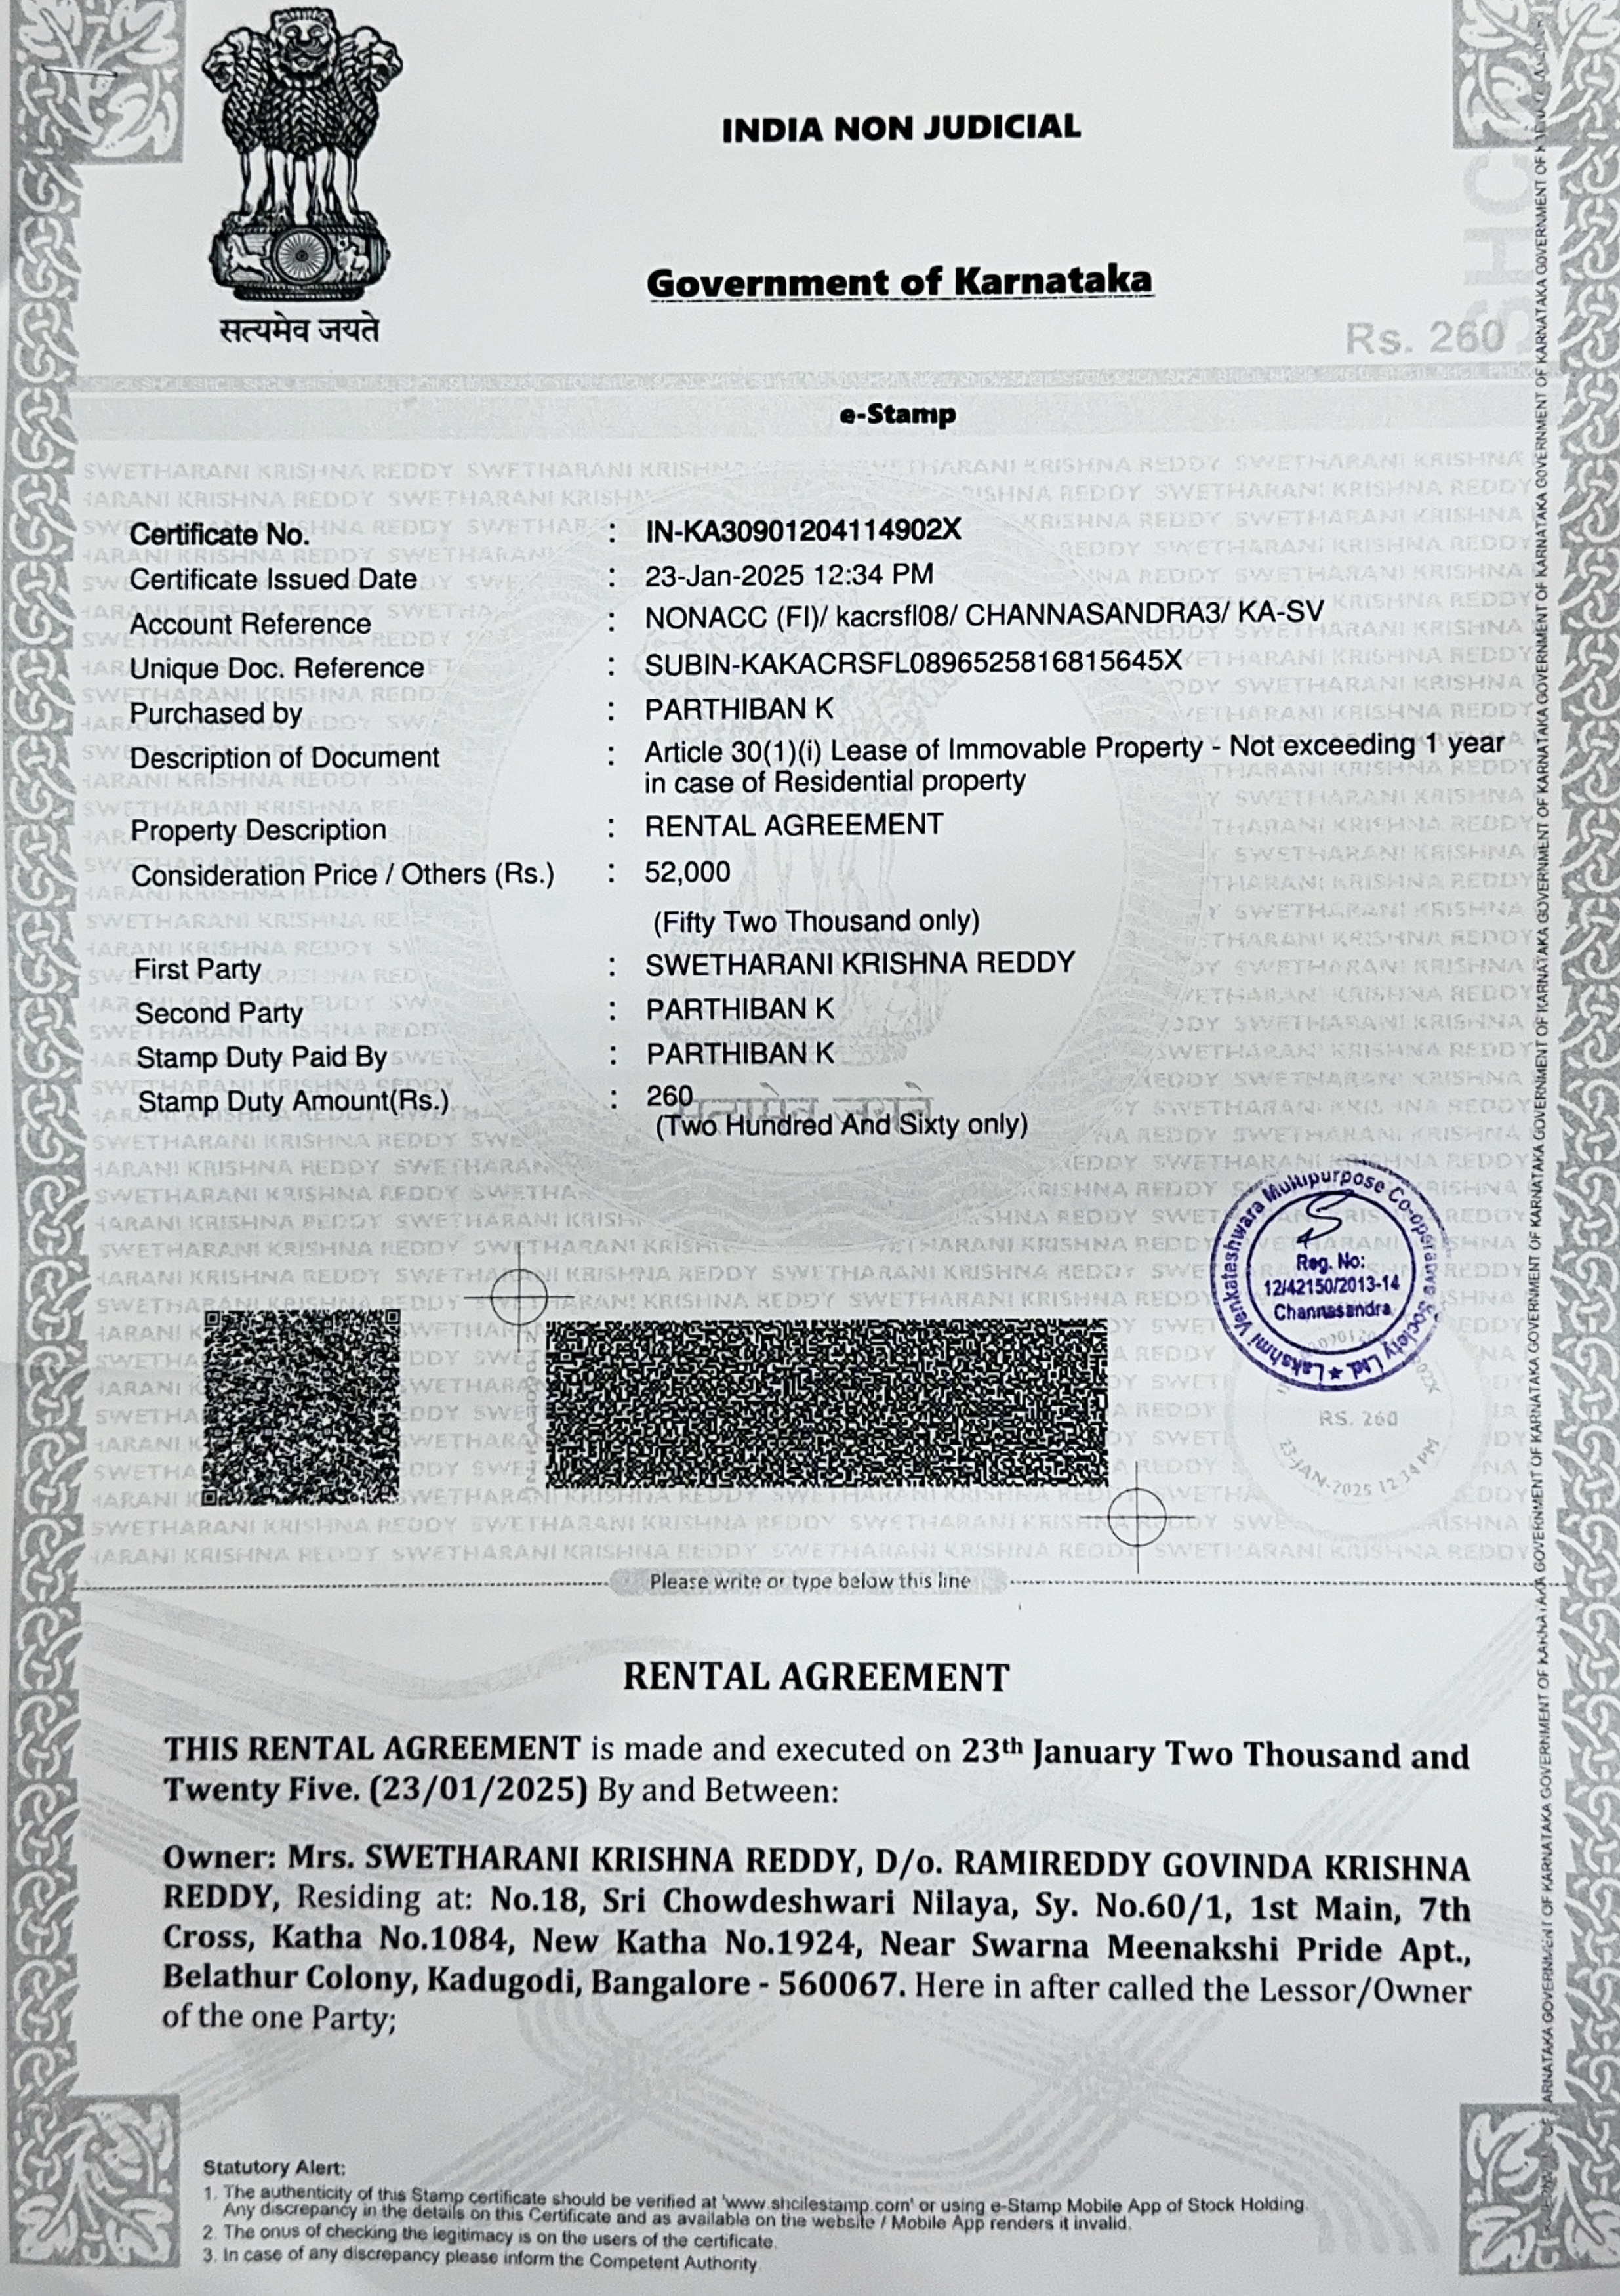 सत्यमेव जयते
INDIA NON JUDICIAL
Government of Karnataka
Rs. 260
e-Stamp
Certificate No. : IN-KA30901204114902X
Certificate Issued Date : 23-Jan-2025 12:34 PM
Account Reference : NONACC (FI)/ kacrsfl08/ CHANNASANDRA3/ KA-SV
Unique Doc. Reference : SUBIN-KAKACRSFL0896525816815645X
Purchased by : PARTHIBAN K
Description of Document : Article 30(1)(i) Lease of Immovable Property - Not exceeding 1 year
in case of Residential property
Property Description : RENTAL AGREEMENT
Consideration Price / Others (Rs.) : 52,000
(Fifty Two Thousand only)
First Party : SWETHARANI KRISHNA REDDY
Second Party : PARTHIBAN K
Stamp Duty Paid By : PARTHIBAN K
Stamp Duty Amount(Rs.) : 260
(Two Hundred And Sixty only)
Lakshmi Venkateshwara Multipurpose Co-operative Society Ltd.
Reg. No:
12/42150/2013-14
Channasandra
RS. 260
23-JAN-2025 12:34 PM
Please write or type below this line
RENTAL AGREEMENT
THIS RENTAL AGREEMENT is made and executed on 23th January Two Thousand and
Twenty Five. (23/01/2025) By and Between:
Owner: Mrs. SWETHARANI KRISHNA REDDY, D/o. RAMIREDDY GOVINDA KRISHNA
REDDY, Residing at: No.18, Sri Chowdeshwari Nilaya, Sy. No.60/1, 1st Main, 7th
Cross, Katha No.1084, New Katha No.1924, Near Swarna Meenakshi Pride Apt.,
Belathur Colony, Kadugodi, Bangalore - 560067. Here in after called the Lessor/Owner
of the one Party;
Statutory Alert:
1. The authenticity of this Stamp certificate should be verified at 'www.shcilestamp.com' or using e-Stamp Mobile App of Stock Holding.
Any discrepancy in the details on this Certificate and as available on the website / Mobile App renders it invalid.
2. The onus of checking the legitimacy is on the users of the certificate.
3. In case of any discrepancy please inform the Competent Authority.